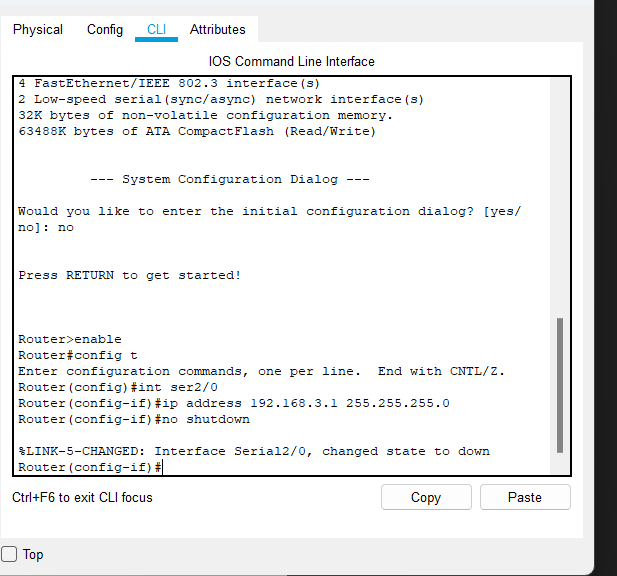 Physical Config CLI Attributes
IOS Command Line Interface
4 FastEthernet/IEEE 802.3 interface(s)
2 Low-speed serial(sync/async) network interface(s)
32K bytes of non-volatile configuration memory.
63488K bytes of ATA CompactFlash (Read/Write)
--- System Configuration Dialog ---
Would you like to enter the initial configuration dialog? [yes/
no]: no
Press RETURN to get started!
Router>enable
Router#config t
Enter configuration commands, one per line.  End with CNTL/Z.
Router(config)#int ser2/0
Router(config-if)#ip address 192.168.3.1 255.255.255.0
Router(config-if)#no shutdown
%LINK-5-CHANGED: Interface Serial2/0, changed state to down
Router(config-if)#
Ctrl+F6 to exit CLI focus
Copy Paste
Top